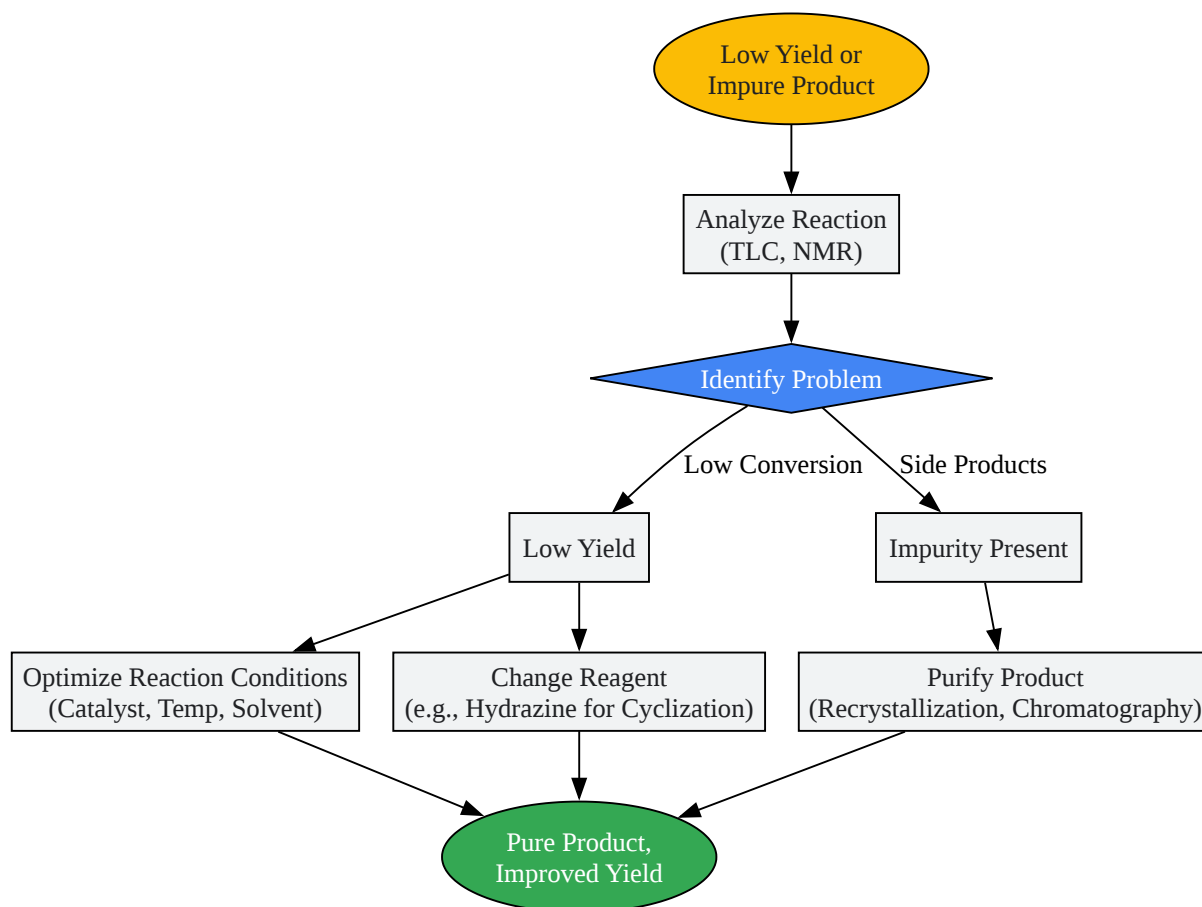 Low Yield or
Impure Product
Analyze Reaction
(TLC, NMR)
Identify Problem
Low Conversion
Side Products
Low Yield
Impurity Present
Optimize Reaction Conditions
(Catalyst, Temp, Solvent)
Change Reagent
(e.g., Hydrazine for Cyclization)
Purify Product
(Recrystallization, Chromatography)
Pure Product,
Improved Yield